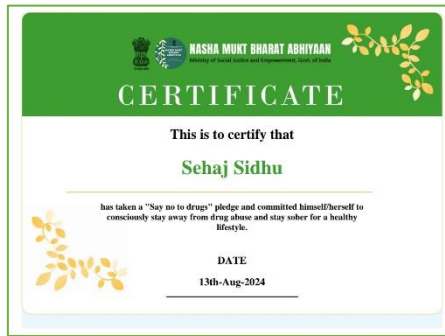 NASHA MUKT BHARAT ABHIYAAN
Ministry of Social Justice and Empowerment, Govt. of India
CERTIFICATE
This is to certify that
Sehaj Sidhu
has taken a "Say no to drugs" pledge and committed himself/herself to
consciously stay away from drug abuse and stay sober for a healthy
lifestyle.
DATE
13th-Aug-2024